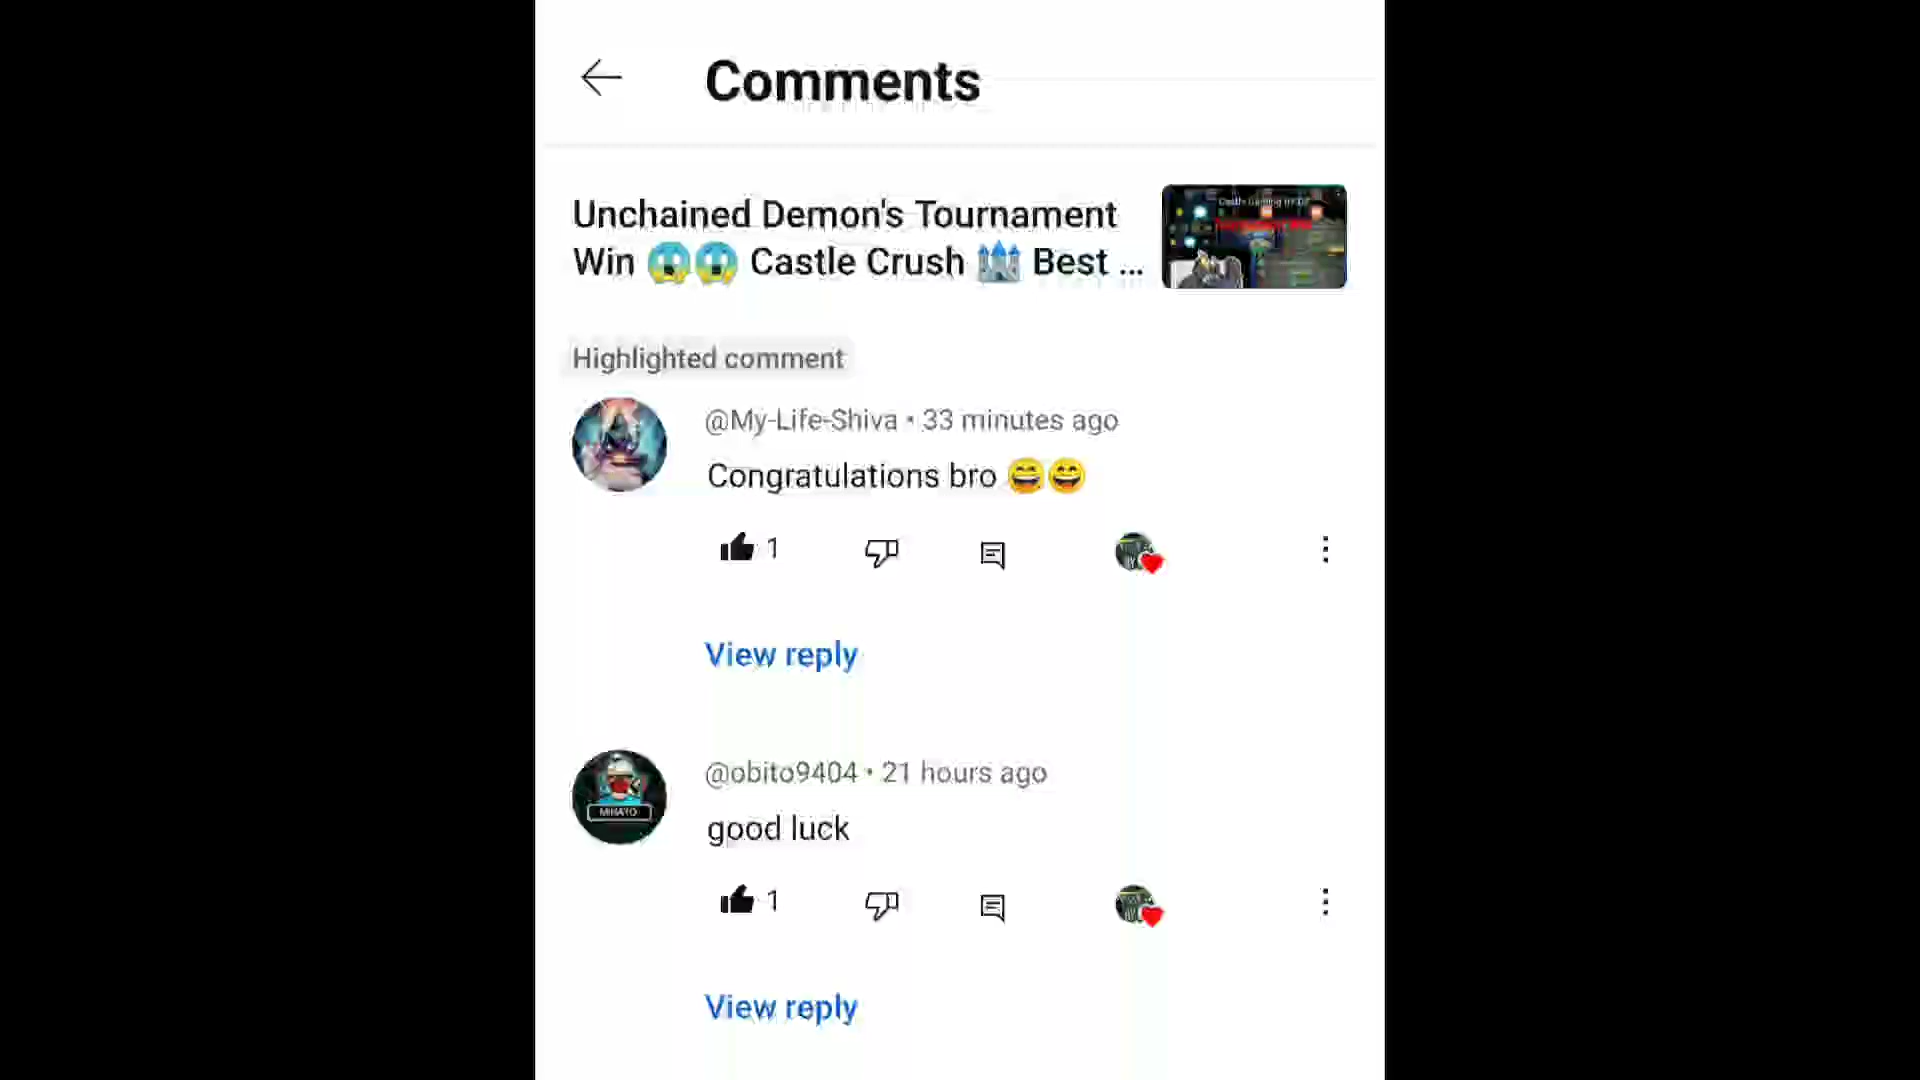 Comments
Unchained Demon's Tournament
Win 😱😱 Castle Crush 🏰 Best ...
Highlighted comment
@My-Life-Shiva • 33 minutes ago
Congratulations bro 😄😄
1
View reply
@obito9404 • 21 hours ago
good luck
1
View reply